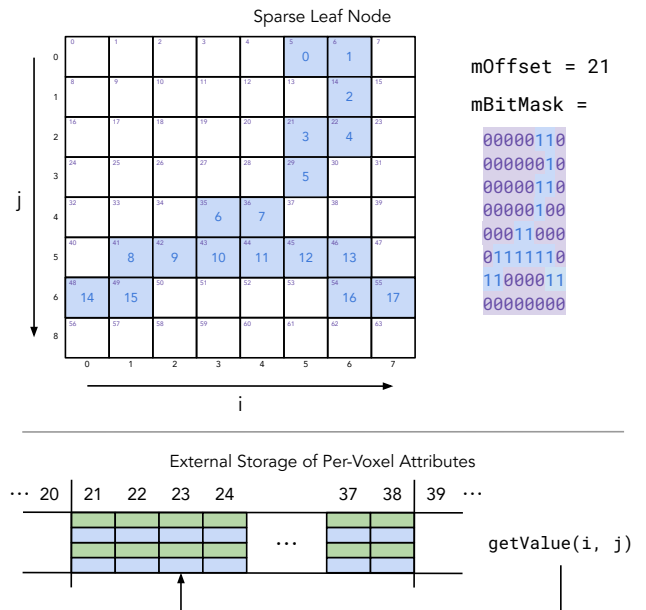 Sparse Leaf Node
0 1 2 3 4 5 6 7
0 0 1
8 9 10 11 12 13 14 15
1 2
16 17 18 19 20 21 22 23
2 3 4
24 25 26 27 28 29 30 31
3 5
32 33 34 35 36 37 38 39
4 6 7
40 41 42 43 44 45 46 47
5 8 9 10 11 12 13
48 49 50 51 52 53 54 55
6 14 15 16 17
56 57 58 59 60 61 62 63
8
0 1 2 3 4 5 6 7
j
i
mOffset = 21
mBitMask =
00000110
00000010
00000110
00000100
00011000
01111110
11000011
00000000
External Storage of Per-Voxel Attributes
··· 20 21 22 23 24 37 38 39 ···
···
getValue(i, j)